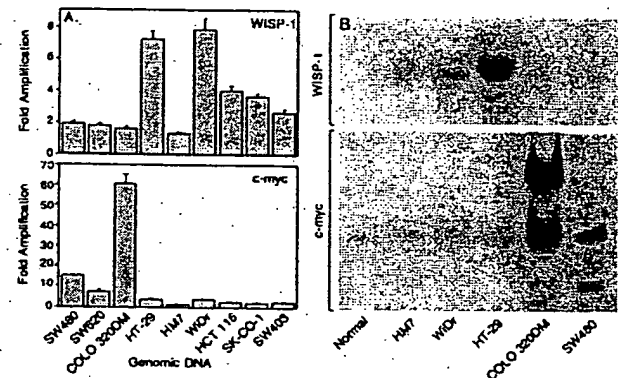 A.
WISP-1
Fold Amplification
8
6
4
2
0
c-myc
Fold Amplification
70
60
50
40
30
20
10
0
SW480
SW620
COLO 320DM
HT-29
HM7
WiDr
HCT 116
SK-CO-1
SW403
Genomic DNA
B.
WISP-1
c-myc
Normal
HM7
WiDr
HT-29
COLO 320DM
SW480